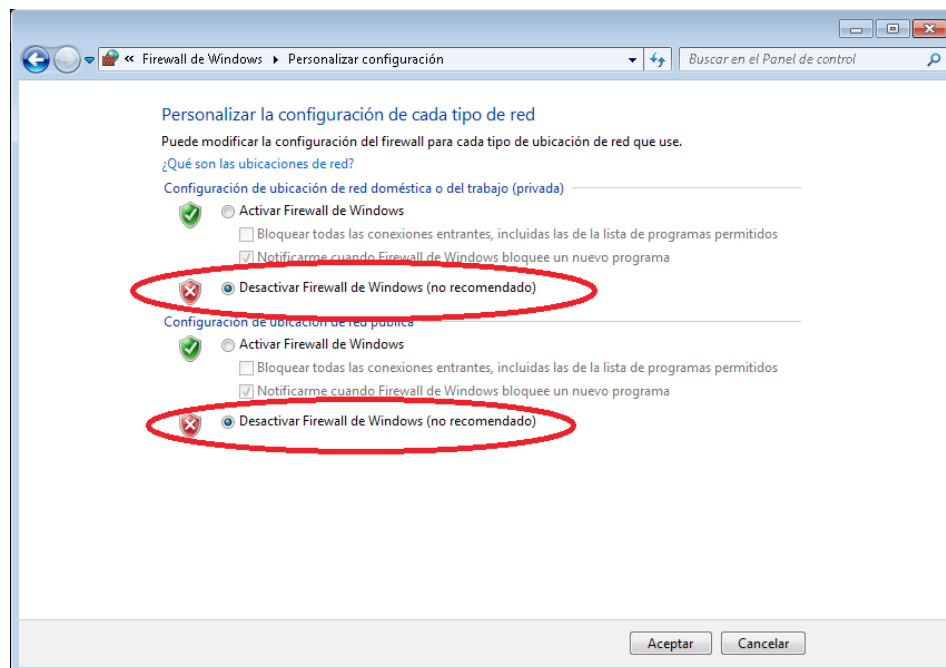 « Firewall de Windows ▸ Personalizar configuración
Buscar en el Panel de control
Personalizar la configuración de cada tipo de red
Puede modificar la configuración del firewall para cada tipo de ubicación de red que use.
¿Qué son las ubicaciones de red?
Configuración de ubicación de red doméstica o del trabajo (privada)
Activar Firewall de Windows
Bloquear todas las conexiones entrantes, incluidas las de la lista de programas permitidos
Notificarme cuando Firewall de Windows bloquee un nuevo programa
Desactivar Firewall de Windows (no recomendado)
Configuración de ubicación de red pública
Activar Firewall de Windows
Bloquear todas las conexiones entrantes, incluidas las de la lista de programas permitidos
Notificarme cuando Firewall de Windows bloquee un nuevo programa
Desactivar Firewall de Windows (no recomendado)
Aceptar
Cancelar